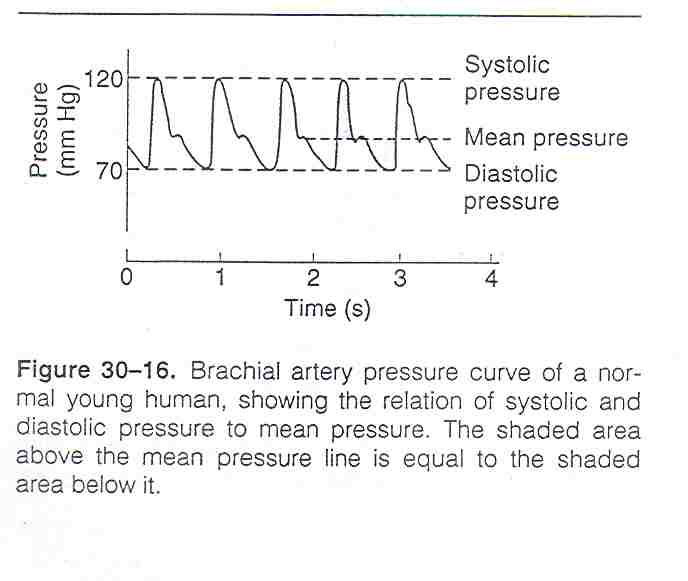 Pressure
(mm Hg)
120
70
Systolic
pressure
Mean pressure
Diastolic
pressure
0 1 2 3 4
Time (s)
Figure 30–16. Brachial artery pressure curve of a nor-
mal young human, showing the relation of systolic and
diastolic pressure to mean pressure. The shaded area
above the mean pressure line is equal to the shaded
area below it.